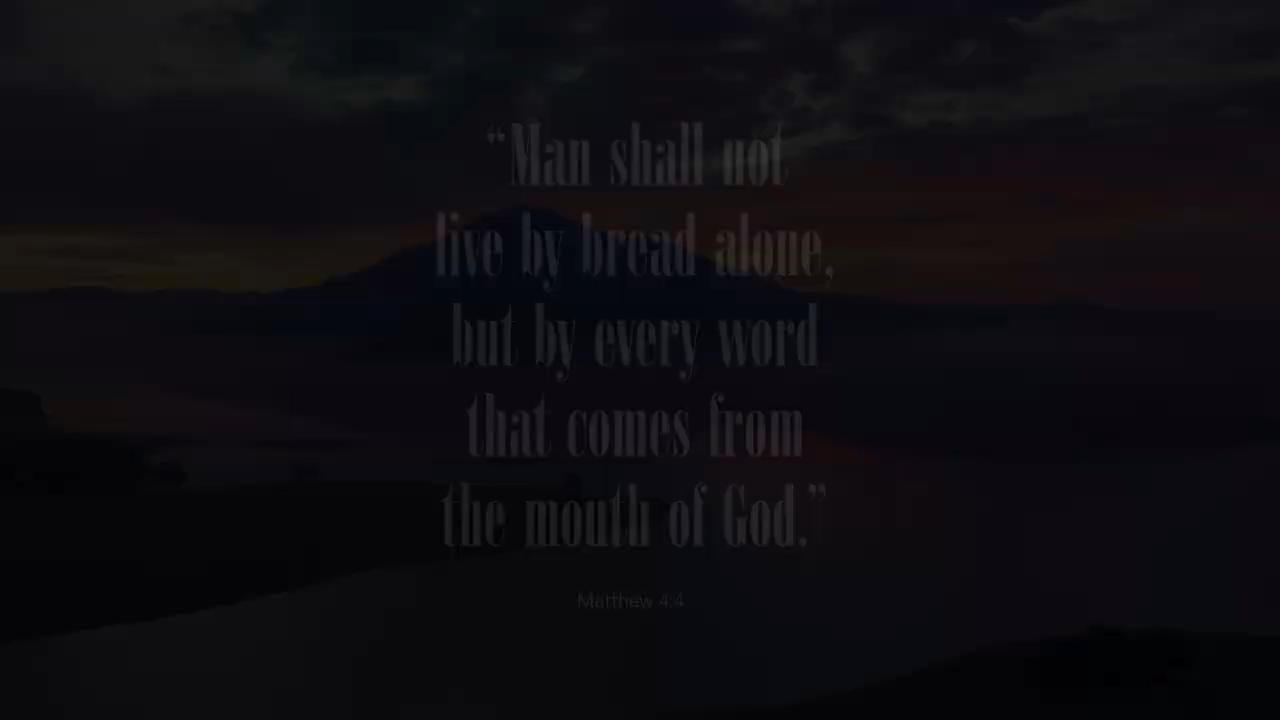 “Man shall not
live by bread alone,
but by every word
that comes from
the mouth of God.”
Matthew 4:4